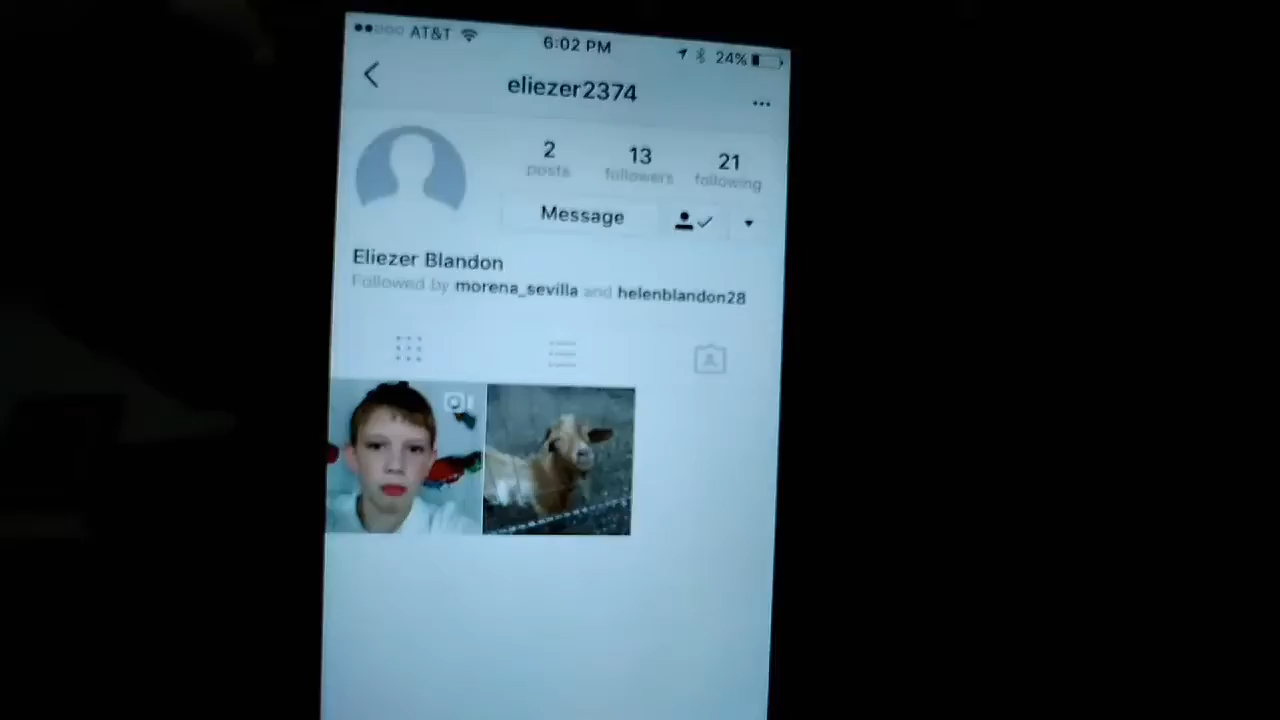 AT&T 6:02 PM 24%
eliezer2374
2 13 21
posts followers following
Message
Eliezer Blandon
Followed by morena_sevilla and helenblandon28